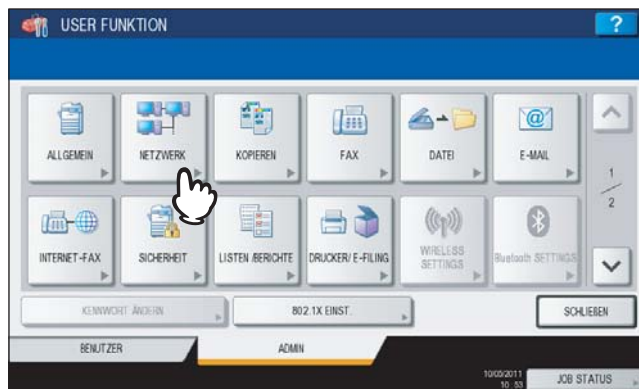 USER FUNKTION
?
ALLGEMEIN
NETZWERK
KOPIEREN
FAX
DATEI
E-MAIL
1
2
INTERNET-FAX
SICHERHEIT
LISTEN /BERICHTE
DRUCKER/ E-FILING
WIRELESS SETTINGS
Bluetooth SETTINGS
KENNWORT ÄNDERN
802.1X EINST.
SCHLIEßEN
BENUTZER
ADMIN
10/03/2011
10 53
JOB STATUS